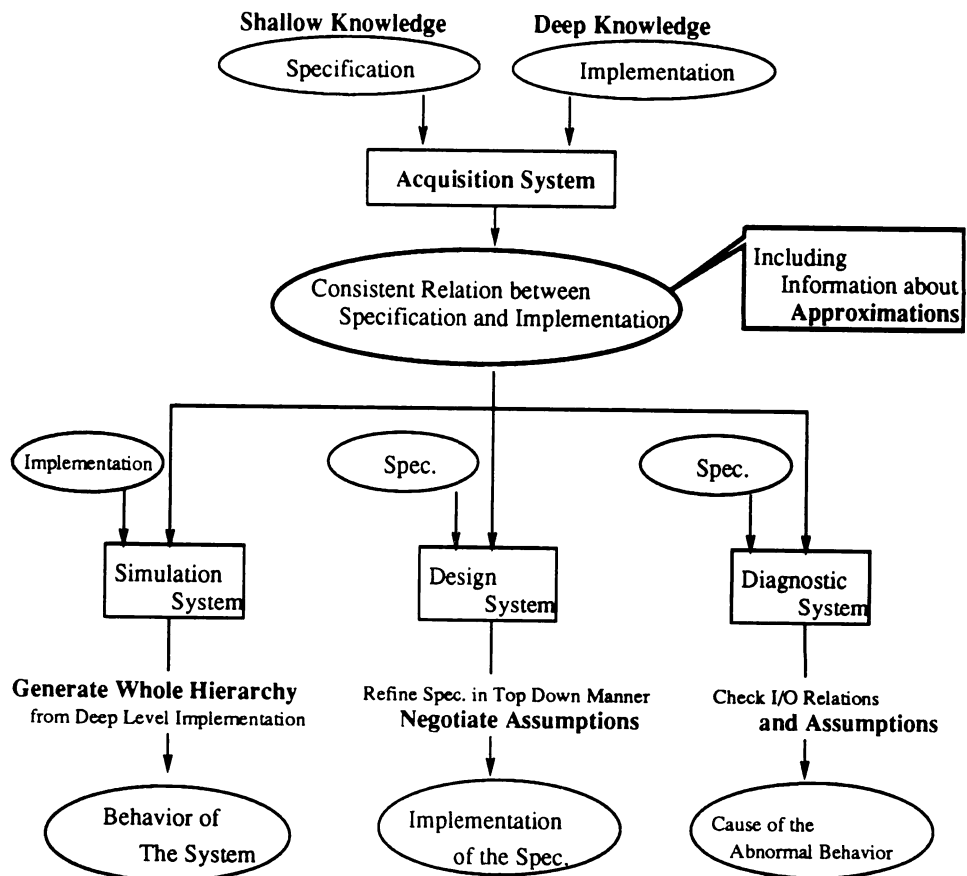 Shallow Knowledge
Deep Knowledge
Specification
Implementation
Acquisition System
Consistent Relation between
Specification and Implementation
Including
Information about
Approximations
Implementation
Spec.
Spec.
Simulation
System
Design
System
Diagnostic
System
Generate Whole Hierarchy
from Deep Level Implementation
Refine Spec. in Top Down Manner
Negotiate Assumptions
Check I/O Relations
and Assumptions
Behavior of
The System
Implementation
of the Spec.
Cause of the
Abnormal Behavior